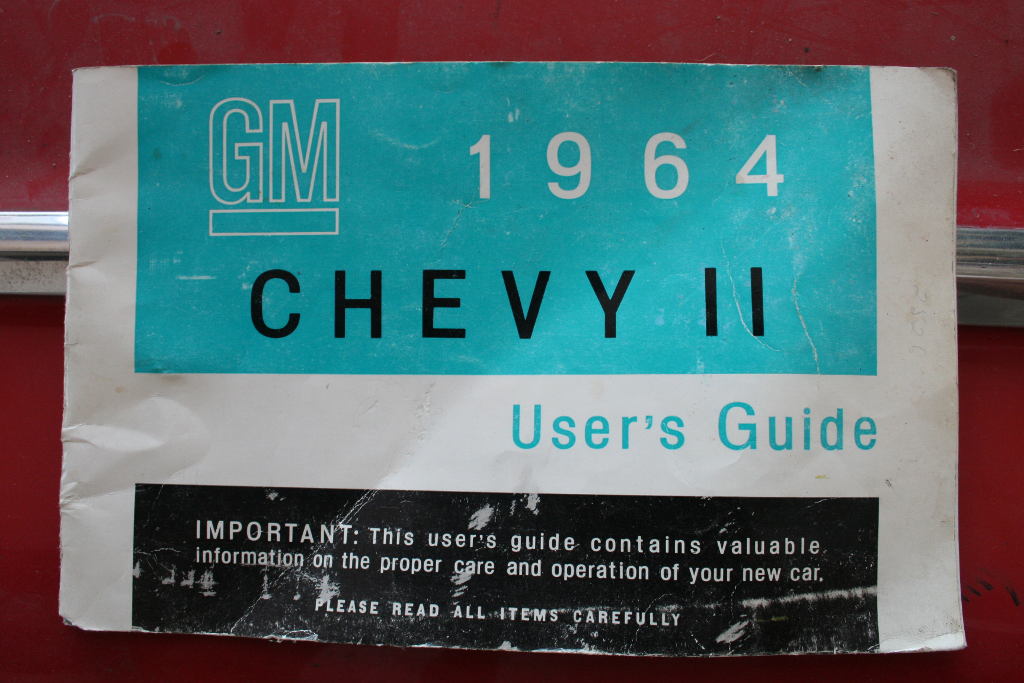 GM
1964
CHEVY II
User's Guide
IMPORTANT: This user's guide contains valuable
information on the proper care and operation of your new car.
PLEASE READ ALL ITEMS CAREFULLY